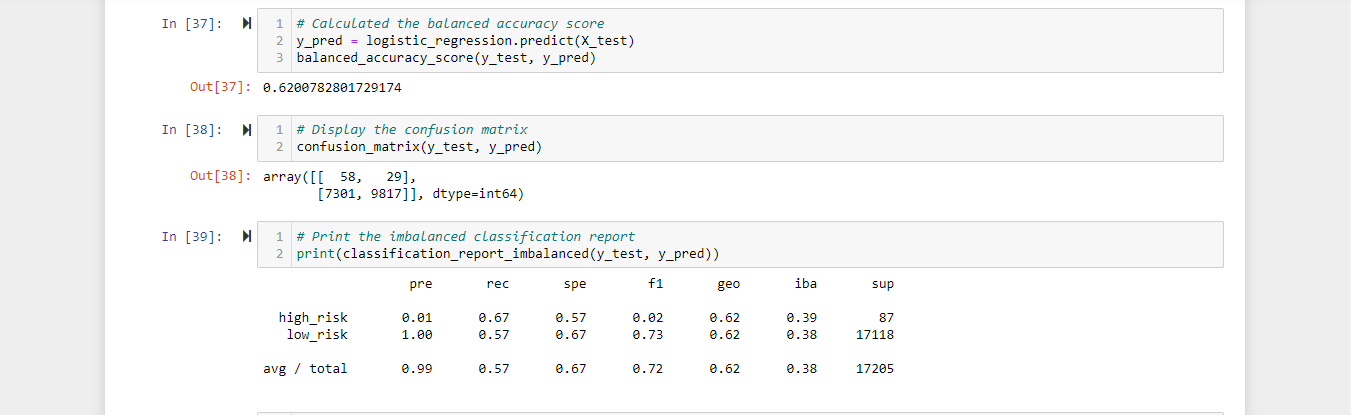 In [37]:
1 # Calculated the balanced accuracy score
2 y_pred = logistic_regression.predict(X_test)
3 balanced_accuracy_score(y_test, y_pred)
Out[37]: 0.6200782801729174
In [38]:
1 # Display the confusion matrix
2 confusion_matrix(y_test, y_pred)
Out[38]: array([[  58,   29],
       [7301, 9817]], dtype=int64)
In [39]:
1 # Print the imbalanced classification report
2 print(classification_report_imbalanced(y_test, y_pred))
pre rec spe f1 geo iba sup
high_risk 0.01 0.67 0.57 0.02 0.62 0.39 87
low_risk 1.00 0.57 0.67 0.73 0.62 0.38 17118
avg / total 0.99 0.57 0.67 0.72 0.62 0.38 17205